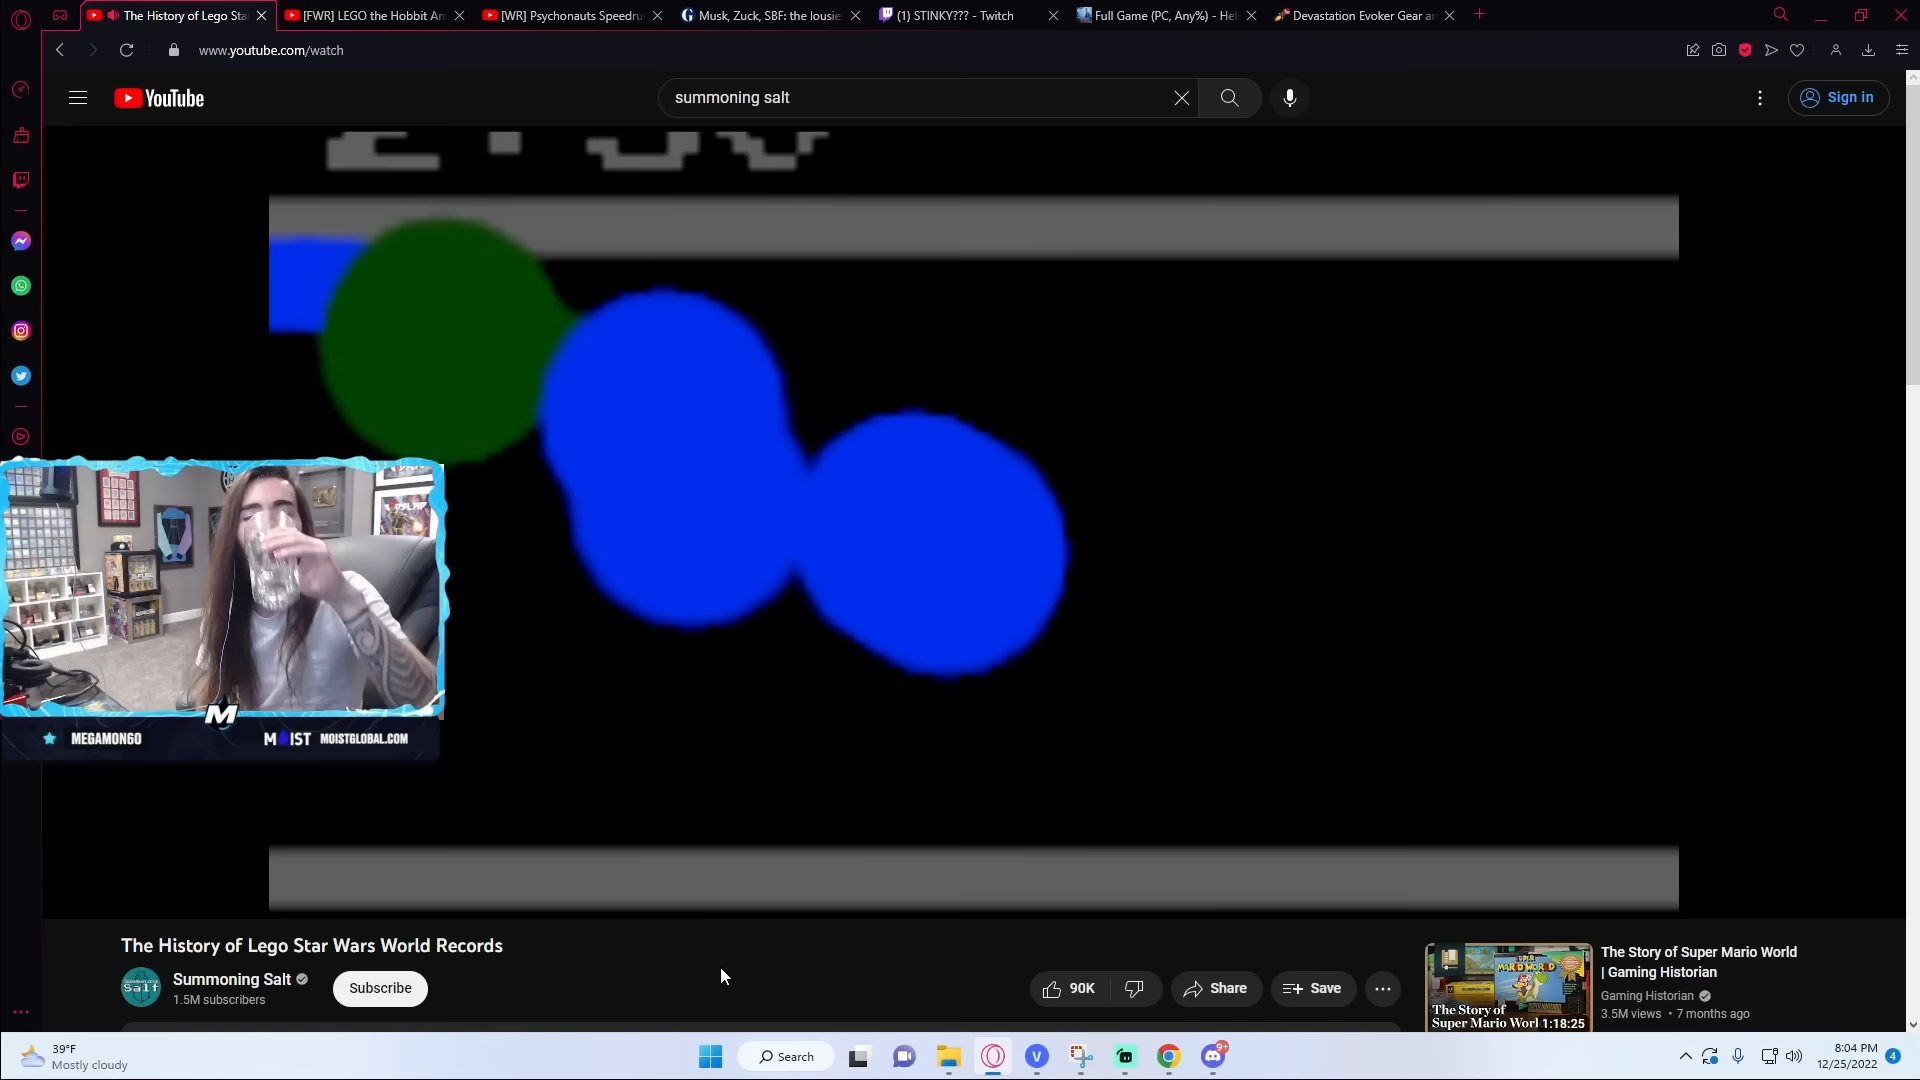 The History of Lego Sta
[FWR] LEGO the Hobbit An
[WR] Psychonauts Speedru
Musk, Zuck, SBF: the lousie
(1) STINKY??? - Twitch
Full Game (PC, Any%) - Hel
Devastation Evoker Gear a
www.youtube.com/watch
YouTube
summoning salt
Sign in
MEGAMON60
MOIST
MOISTGLOBAL.COM
The History of Lego Star Wars World Records
Summoning Salt
1.5M subscribers
Subscribe
90K
Share
Save
The Story of
Super Mario Worl
1:18:25
The Story of Super Mario World
| Gaming Historian
Gaming Historian
3.5M views • 7 months ago
39°F
Mostly cloudy
Search
9+
8:04 PM
12/25/2022
4